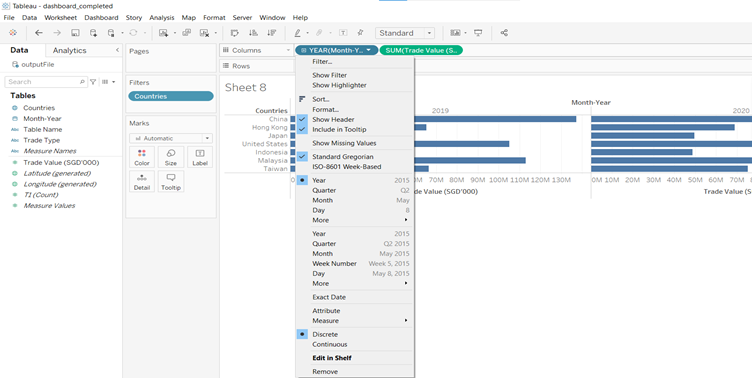 Tableau - dashboard_completed
File Data Worksheet Dashboard Story Analysis Map Format Server Window Help
Standard
Data Analytics
outputFile
Search
Tables
Countries
Month-Year
Table Name
Abc Trade Type
Abc Measure Names
Trade Value (SGD'000)
Latitude (generated)
Longitude (generated)
T1 (Count)
Measure Values
Pages
Filters
Countries
Marks
Automatic
Color Size Label
Detail Tooltip
Columns YEAR(Month-Y... SUM(Trade Value (S...
Rows
Sheet 8
Month-Year
Countries 2019 2020
China
Hong Kong
Japan
United States
Indonesia
Malaysia
Taiwan
80M 90M 100M 110M 120M 130M 0M 10M 20M 30M 40M 50M 60M 70M 80
de Value (SGD'000) Trade Value (SG
Filter...
Show Filter
Show Highlighter
Sort...
Format...
Show Header
Include in Tooltip
Show Missing Values
Standard Gregorian
ISO-8601 Week-Based
Year 2015
Quarter Q2
Month May
Day 8
More
Year 2015
Quarter Q2 2015
Month May 2015
Week Number Week 5, 2015
Day May 8, 2015
More
Exact Date
Attribute
Measure
Discrete
Continuous
Edit in Shelf
Remove